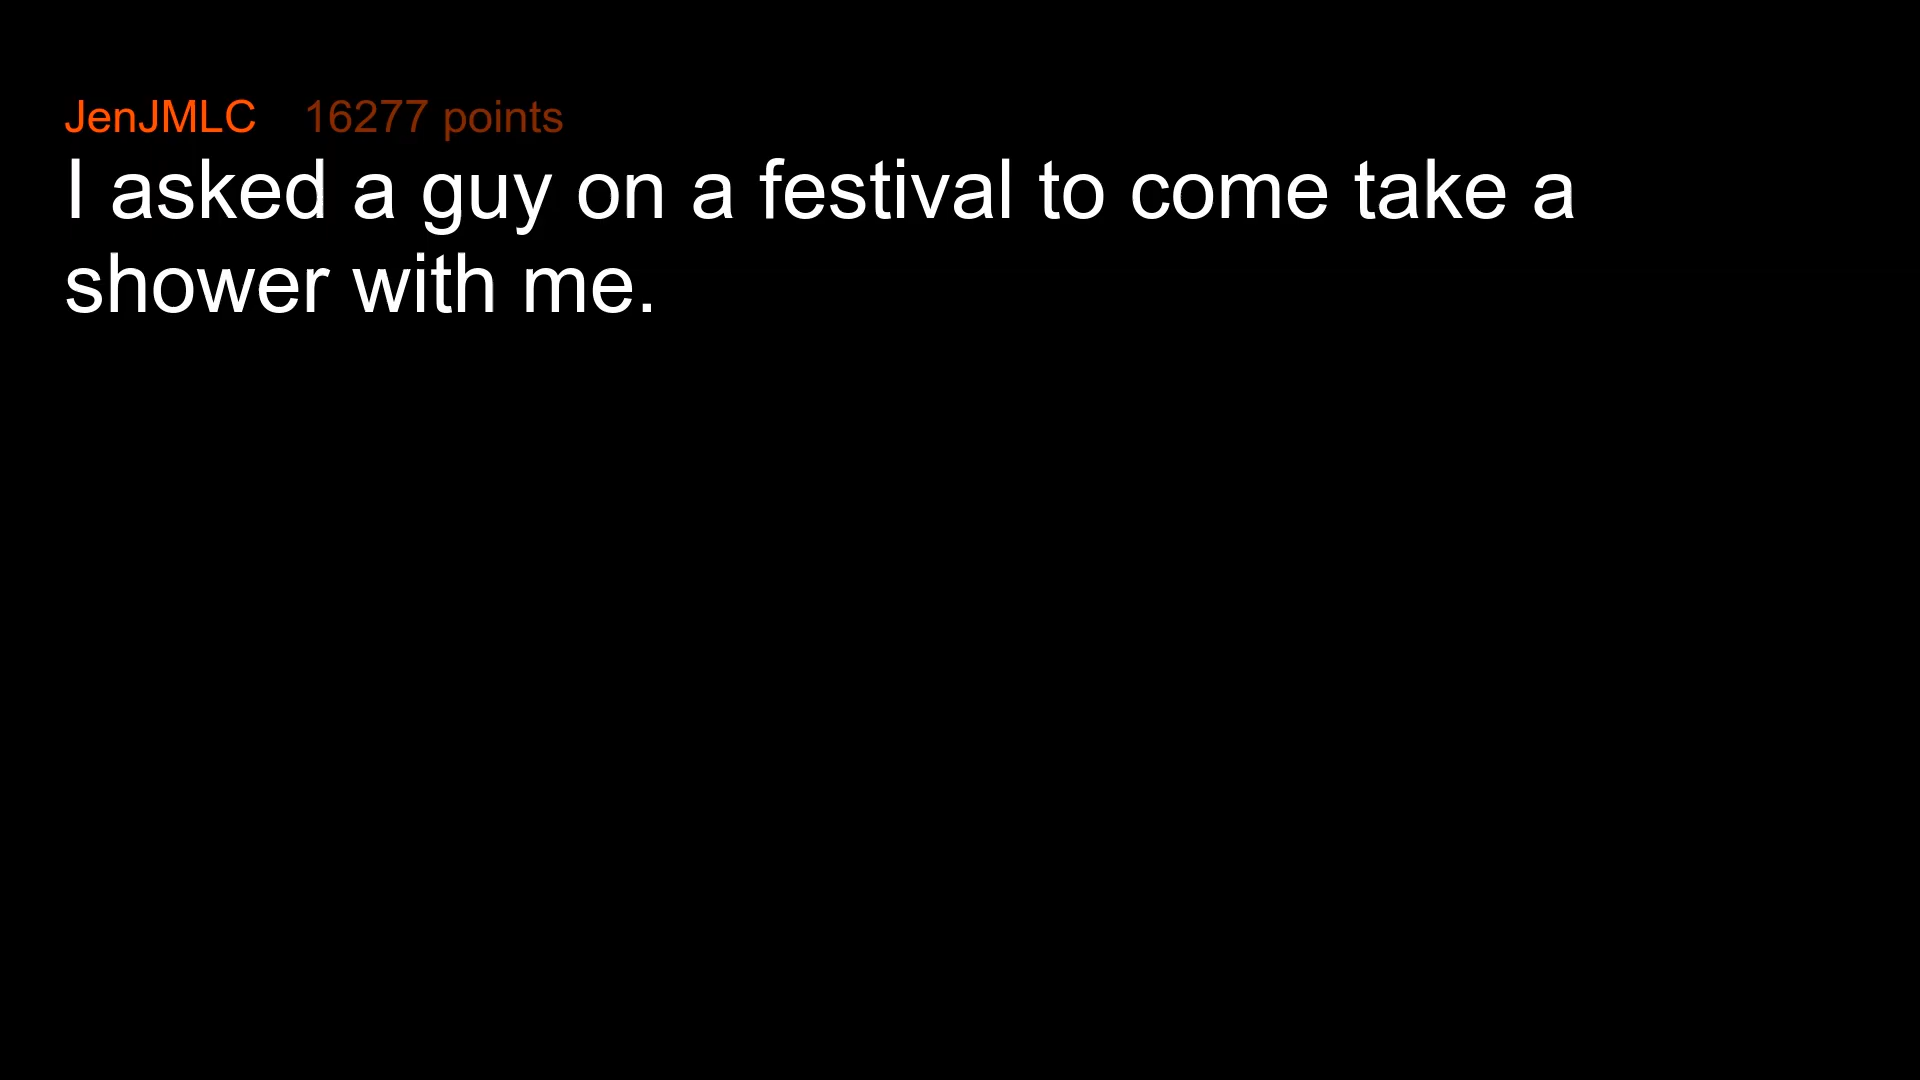 JenJMLC 16277 points
I asked a guy on a festival to come take a
shower with me.